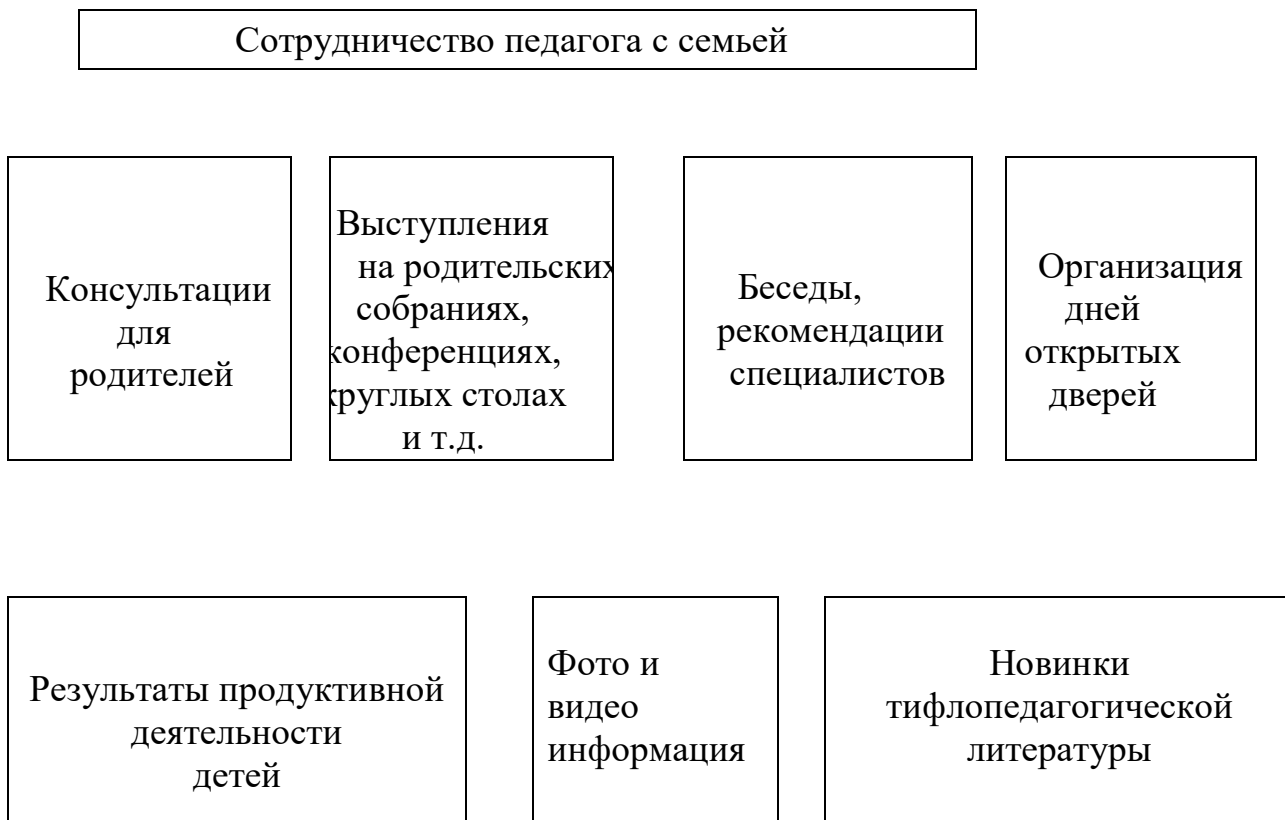 Сотрудничество педагога с семьей
Консультации
для
родителей
Выступления
на родительских
собраниях,
конференциях,
круглых столах
и т.д.
Беседы,
рекомендации
специалистов
Организация
дней
открытых
дверей
Результаты продуктивной
деятельности
детей
Фото и
видео
информация
Новинки
тифлопедагогической
литературы